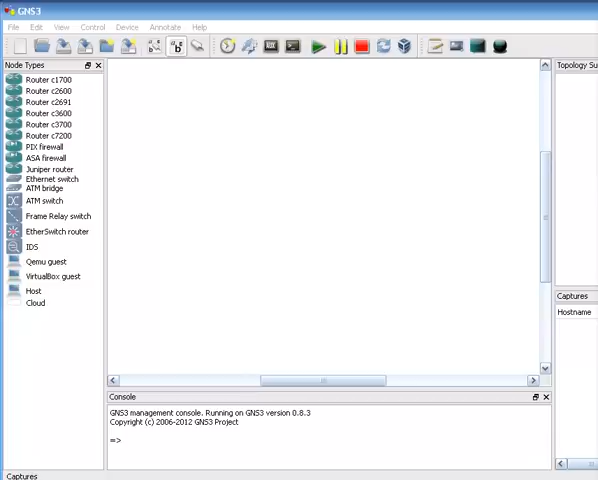 GNS3
File Edit View Control Device Annotate Help
Node Types
Router c1700
Router c2600
Router c2691
Router c3600
Router c3700
Router c7200
PIX firewall
ASA firewall
Juniper router
Ethernet switch
ATM bridge
ATM switch
Frame Relay switch
EtherSwitch router
IDS
Qemu guest
VirtualBox guest
Host
Cloud
Topology Su
Captures
Hostname
Console
GNS3 management console. Running on GNS3 version 0.8.3
Copyright (c) 2006-2012 GNS3 Project
=>
Captures